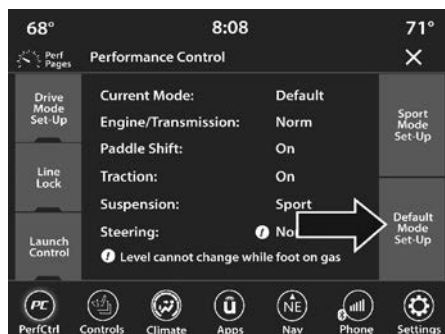 68° 8:08 71°
Perf
Pages
Performance Control
Drive
Mode
Set-Up
Line
Lock
Launch
Control
Current Mode: Default
Engine/Transmission: Norm
Paddle Shift: On
Traction: On
Suspension: Sport
Steering:
Level cannot change while foot on gas
Sport
Mode
Set-Up
Default
Mode
Set-Up
PC
PerfCtrl
Controls
Climate
ū
Apps
NE
Nav
Phone
Settings